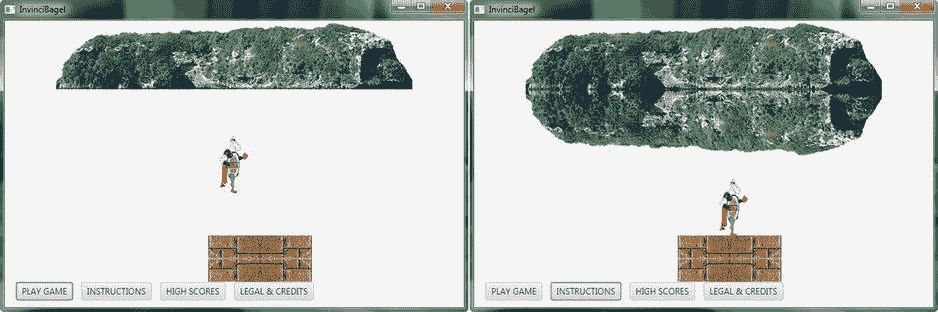 InvinciBagel
PLAY GAME INSTRUCTIONS HIGH SCORES LEGAL & CREDITS
InvinciBagel
PLAY GAME INSTRUCTIONS HIGH SCORES LEGAL & CREDITS